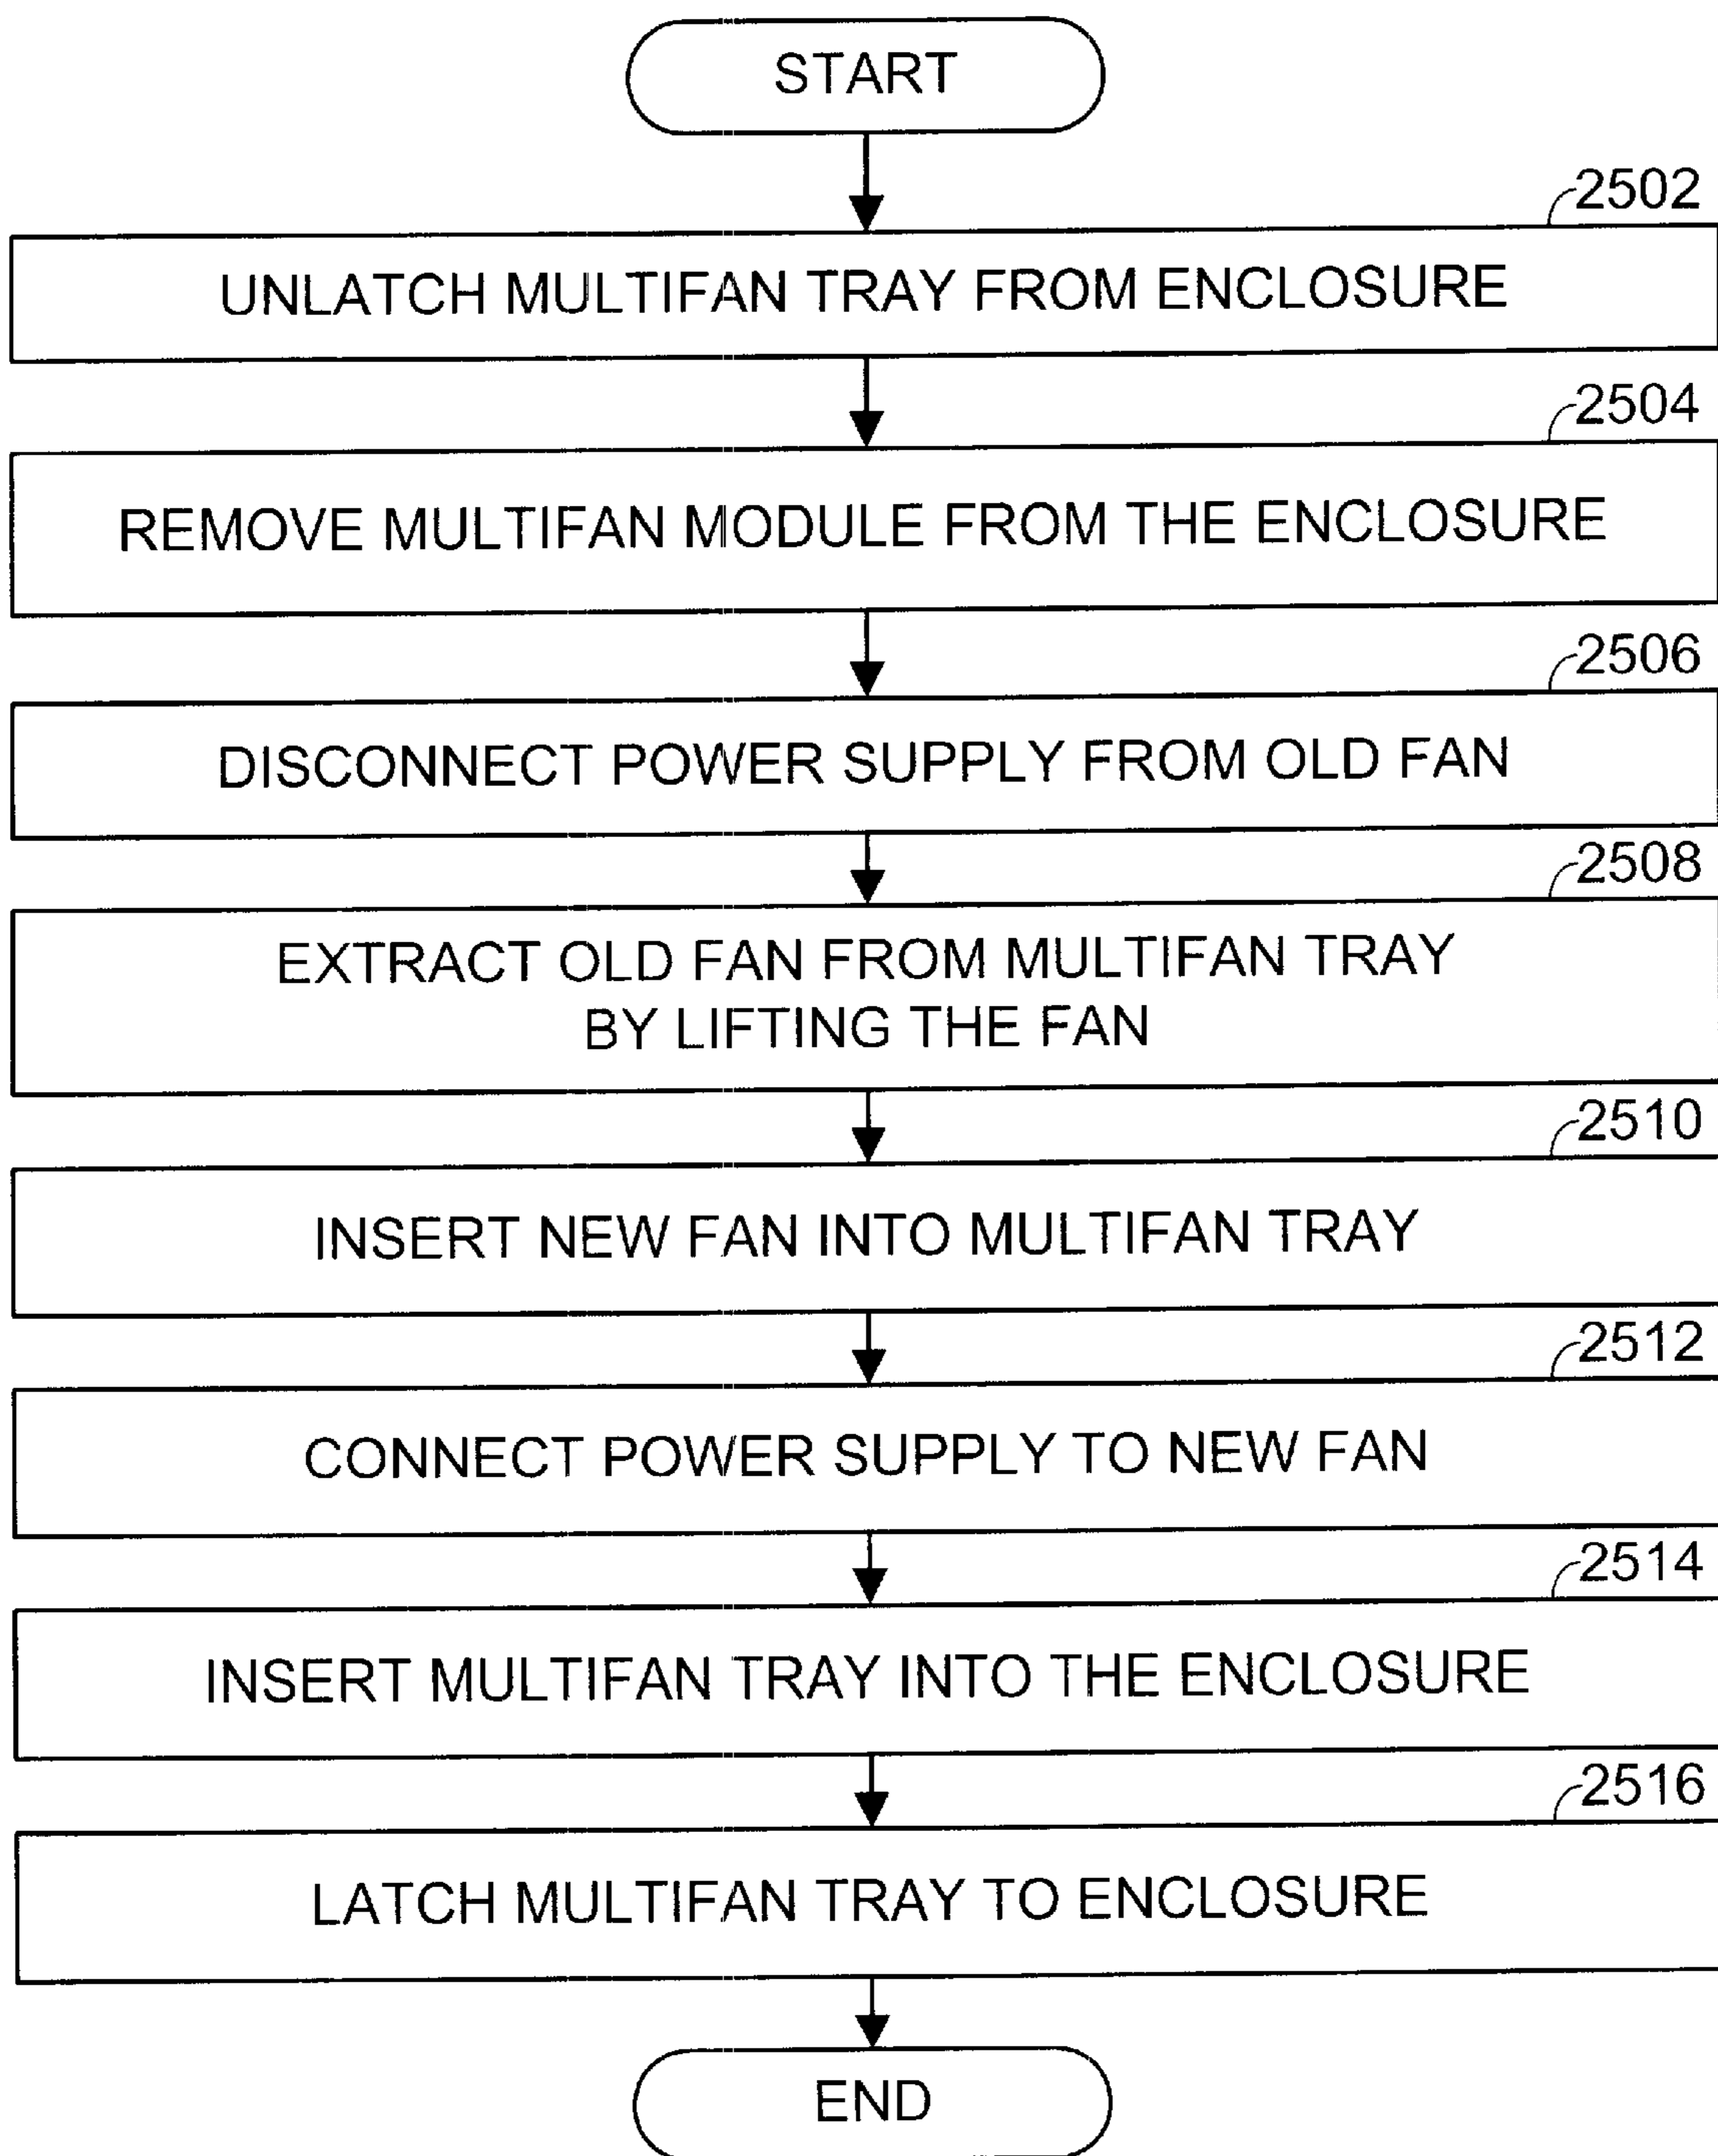 START
2502
UNLATCH MULTIFAN TRAY FROM ENCLOSURE
2504
REMOVE MULTIFAN MODULE FROM THE ENCLOSURE
2506
DISCONNECT POWER SUPPLY FROM OLD FAN
2508
EXTRACT OLD FAN FROM MULTIFAN TRAY
BY LIFTING THE FAN
2510
INSERT NEW FAN INTO MULTIFAN TRAY
2512
CONNECT POWER SUPPLY TO NEW FAN
2514
INSERT MULTIFAN TRAY INTO THE ENCLOSURE
2516
LATCH MULTIFAN TRAY TO ENCLOSURE
END